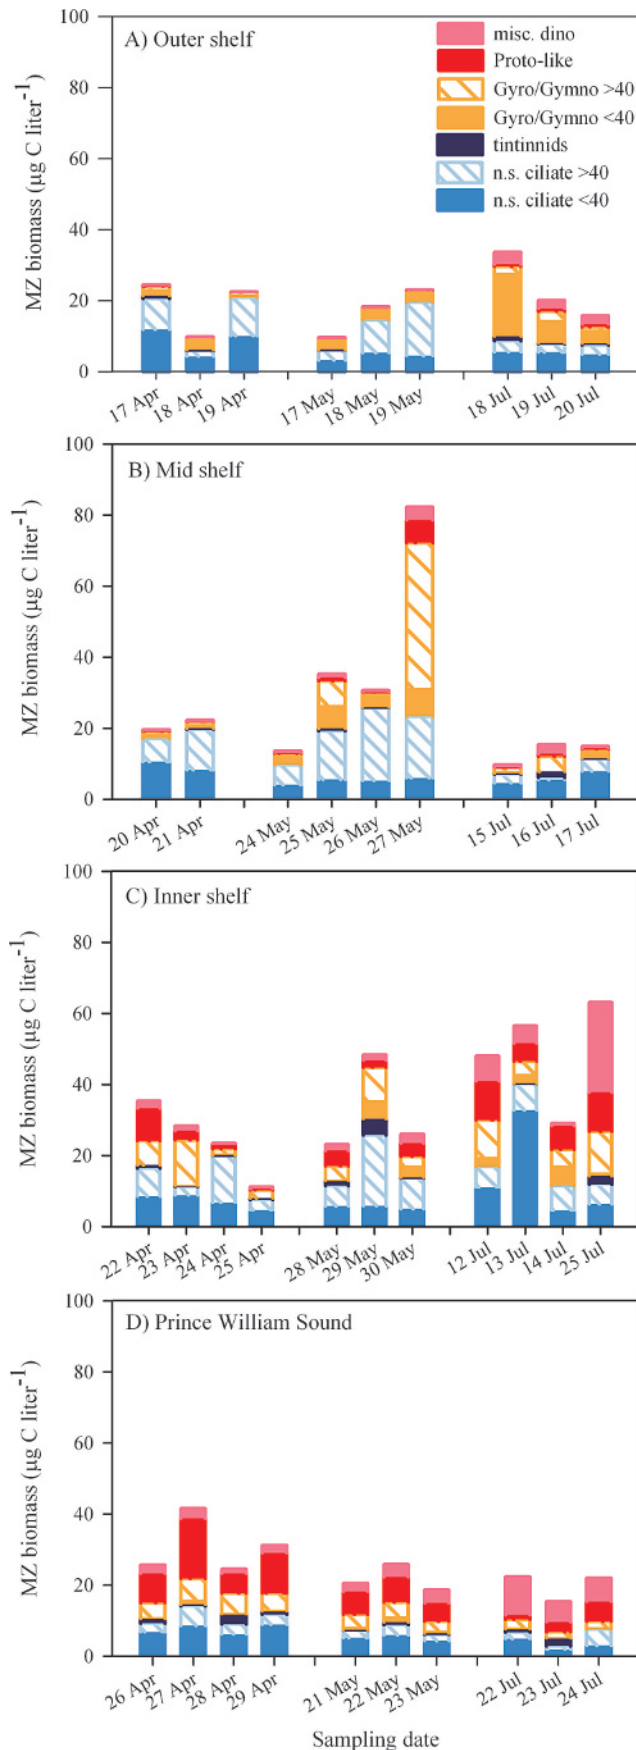 A) Outer shelf
misc. dino
Proto-like
Gyro/Gymno >40
Gyro/Gymno <40
tintinnids
n.s. ciliate >40
n.s. ciliate <40
MZ biomass (µg C liter⁻¹)
100
80
60
40
20
0
17 Apr
18 Apr
19 Apr
17 May
18 May
19 May
18 Jul
19 Jul
20 Jul
B) Mid shelf
MZ biomass (µg C liter⁻¹)
100
80
60
40
20
0
20 Apr
21 Apr
24 May
25 May
26 May
27 May
15 Jul
16 Jul
17 Jul
C) Inner shelf
MZ biomass (µg C liter⁻¹)
100
80
60
40
20
0
22 Apr
23 Apr
24 Apr
25 Apr
28 May
29 May
30 May
12 Jul
13 Jul
14 Jul
25 Jul
D) Prince William Sound
MZ biomass (µg C liter⁻¹)
100
80
60
40
20
0
26 Apr
27 Apr
28 Apr
29 Apr
21 May
22 May
23 May
22 Jul
23 Jul
24 Jul
Sampling date